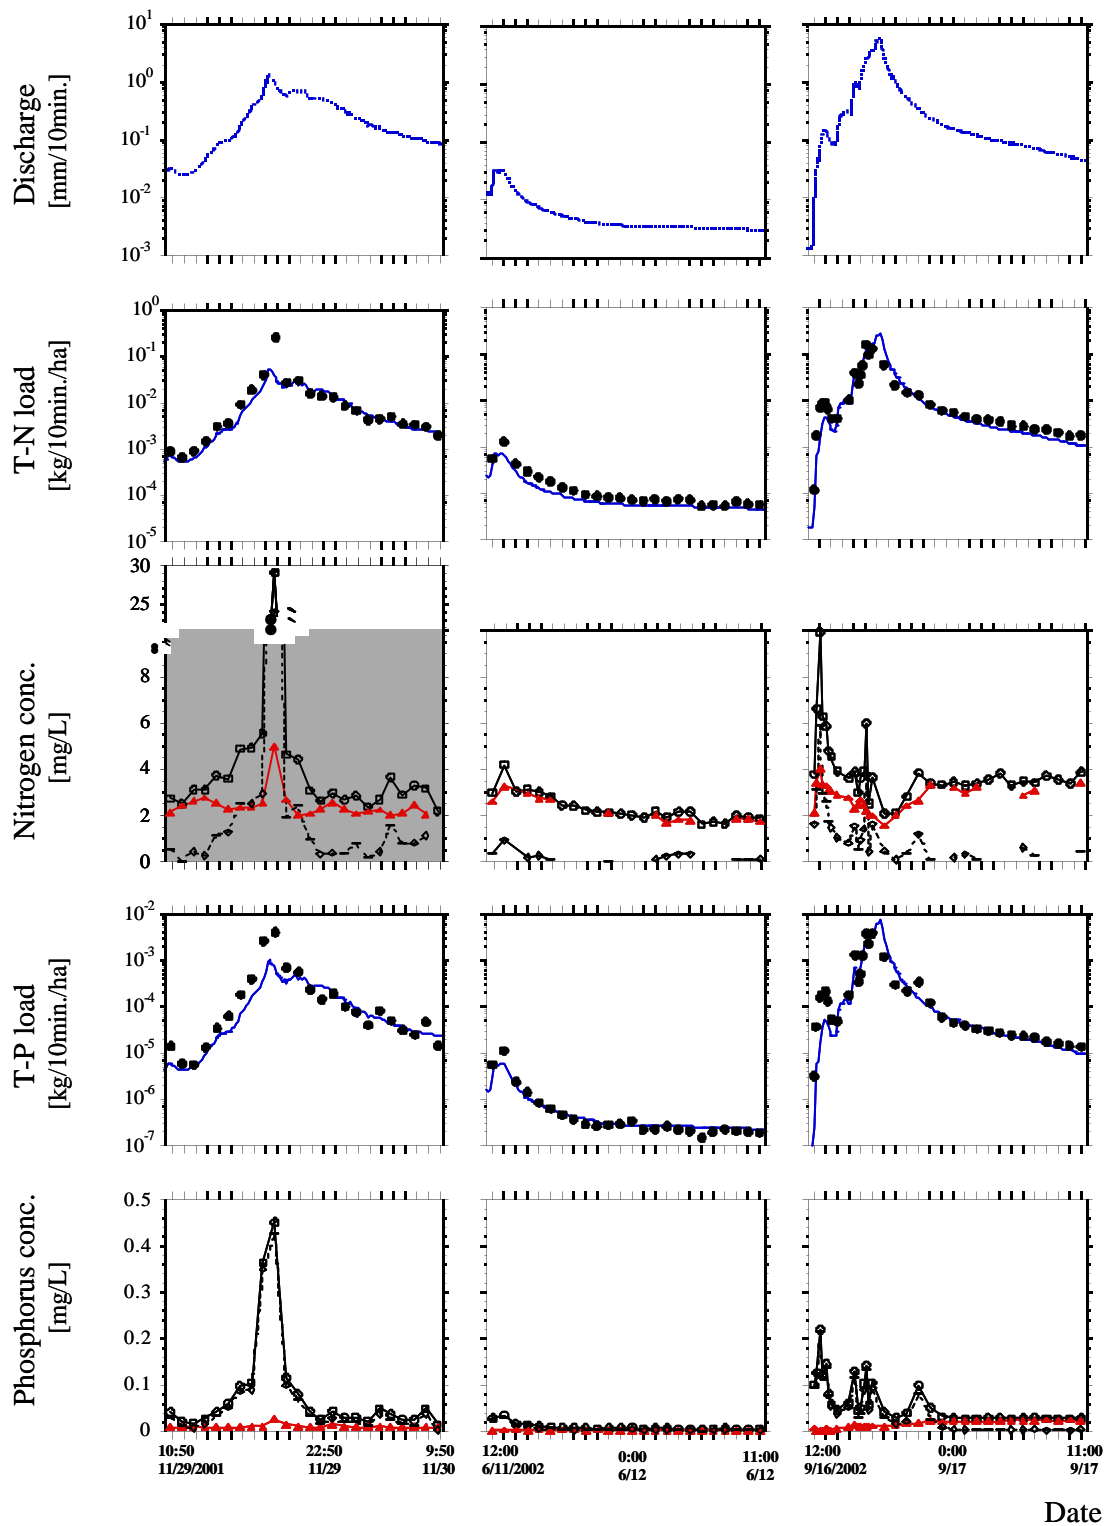 Discharge
[mm/10min.]
10^1
10^0
10^-1
10^-2
10^-3
T-N load
[kg/10min./ha]
10^0
10^-1
10^-2
10^-3
10^-4
10^-5
Nitrogen conc.
[mg/L]
30
25
8
6
4
2
0
T-P load
[kg/10min./ha]
10^-2
10^-3
10^-4
10^-5
10^-6
10^-7
Phosphorus conc.
[mg/L]
0.5
0.4
0.3
0.2
0.1
0
10:50 22:50 9:50
11/29/2001 11/29 11/30
12:00 0:00 11:00
6/11/2002 6/12 6/12
12:00 0:00 11:00
9/16/2002 9/17 9/17
Date